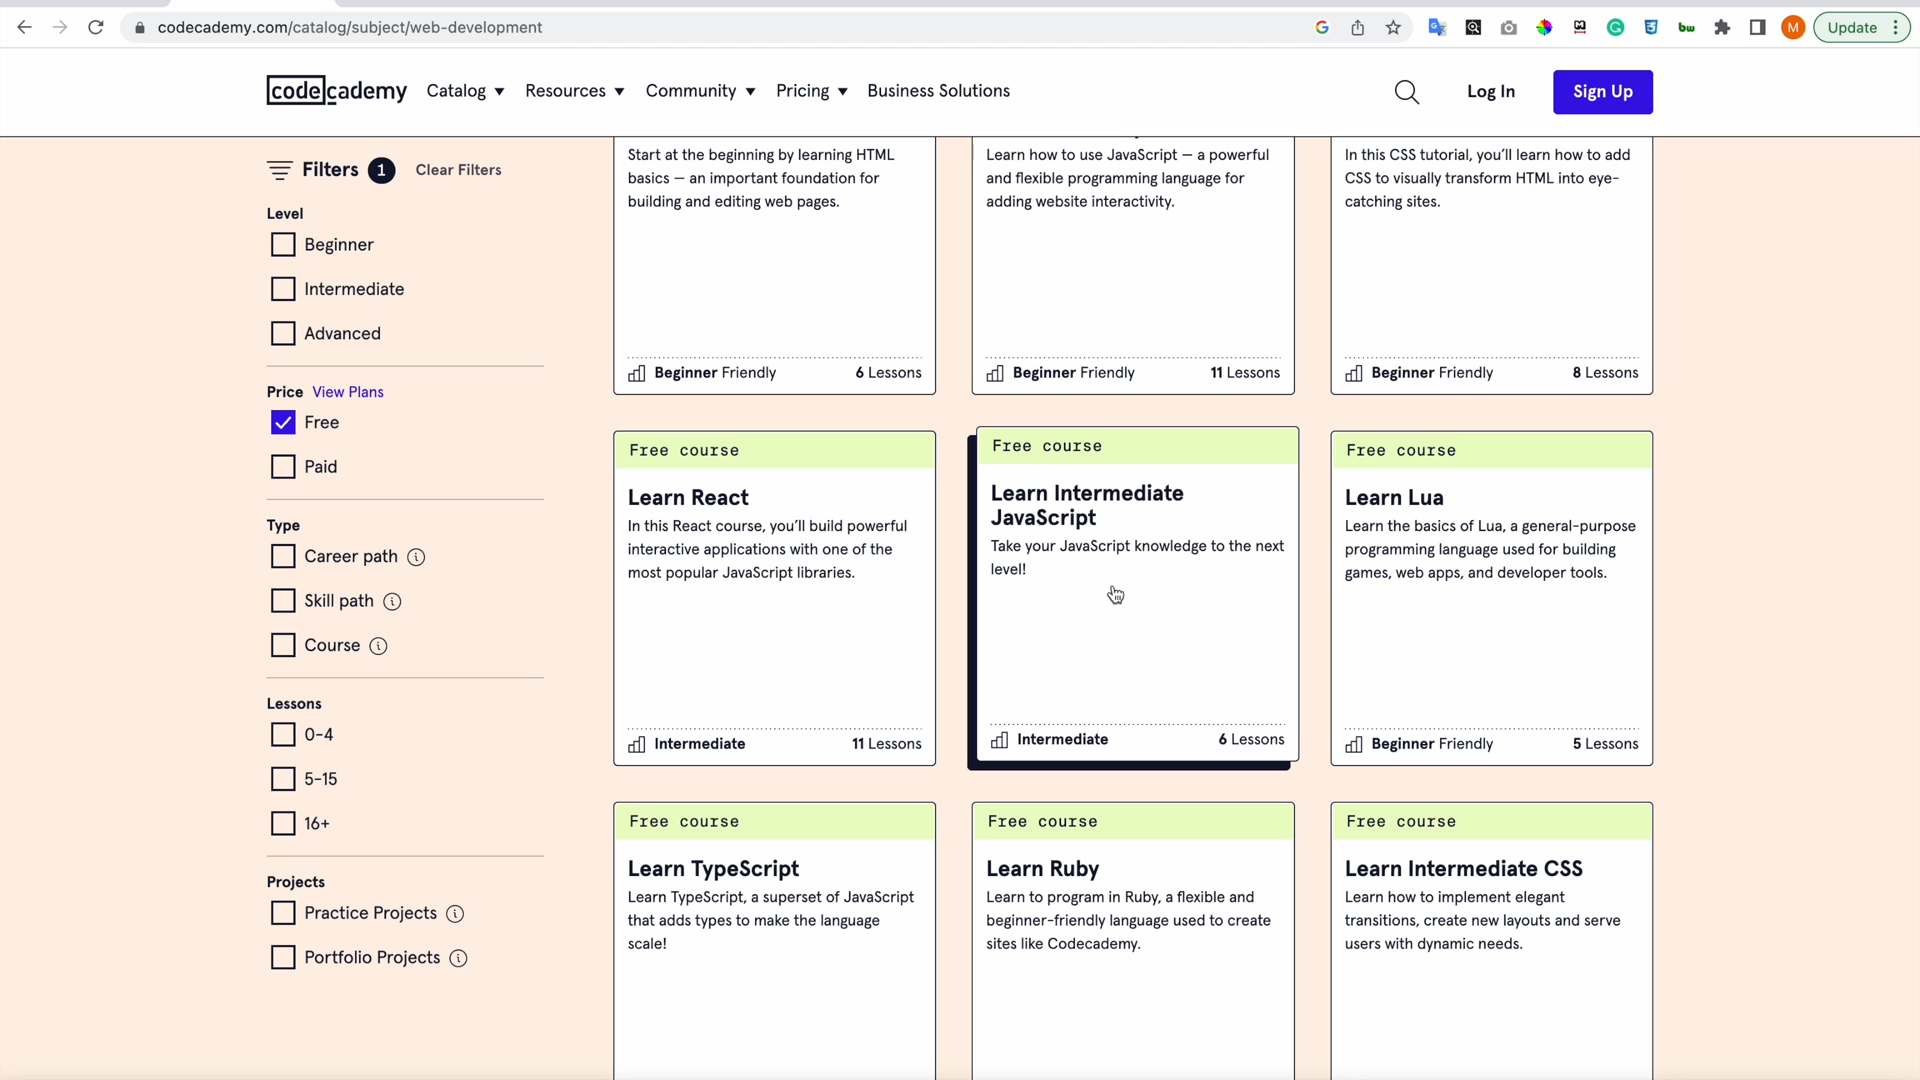 codecademy.com/catalog/subject/web-development
M
Update
codecademy
Catalog
Resources
Community
Pricing
Business Solutions
Log In
Sign Up
Filters 1 Clear Filters
Level
Beginner
Intermediate
Advanced
Price View Plans
Free
Paid
Type
Career path
Skill path
Course
Lessons
0-4
5-15
16+
Projects
Practice Projects
Portfolio Projects
Start at the beginning by learning HTML
basics — an important foundation for
building and editing web pages.
Beginner Friendly 6 Lessons
Learn how to use JavaScript — a powerful
and flexible programming language for
adding website interactivity.
Beginner Friendly 11 Lessons
In this CSS tutorial, you’ll learn how to add
CSS to visually transform HTML into eye-
catching sites.
Beginner Friendly 8 Lessons
Free course
Learn React
In this React course, you’ll build powerful
interactive applications with one of the
most popular JavaScript libraries.
Intermediate 11 Lessons
Free course
Learn Intermediate
JavaScript
Take your JavaScript knowledge to the next
level!
Intermediate 6 Lessons
Free course
Learn Lua
Learn the basics of Lua, a general-purpose
programming language used for building
games, web apps, and developer tools.
Beginner Friendly 5 Lessons
Free course
Learn TypeScript
Learn TypeScript, a superset of JavaScript
that adds types to make the language
scale!
Free course
Learn Ruby
Learn to program in Ruby, a flexible and
beginner-friendly language used to create
sites like Codecademy.
Free course
Learn Intermediate CSS
Learn how to implement elegant
transitions, create new layouts and serve
users with dynamic needs.